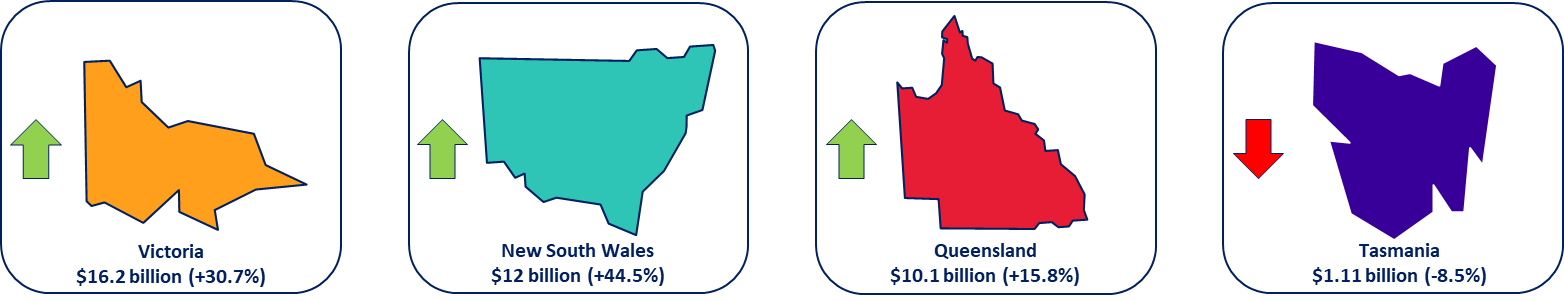 Victoria
$16.2 billion (+30.7%)
New South Wales
$12 billion (+44.5%)
Queensland
$10.1 billion (+15.8%)
Tasmania
$1.11 billion (-8.5%)